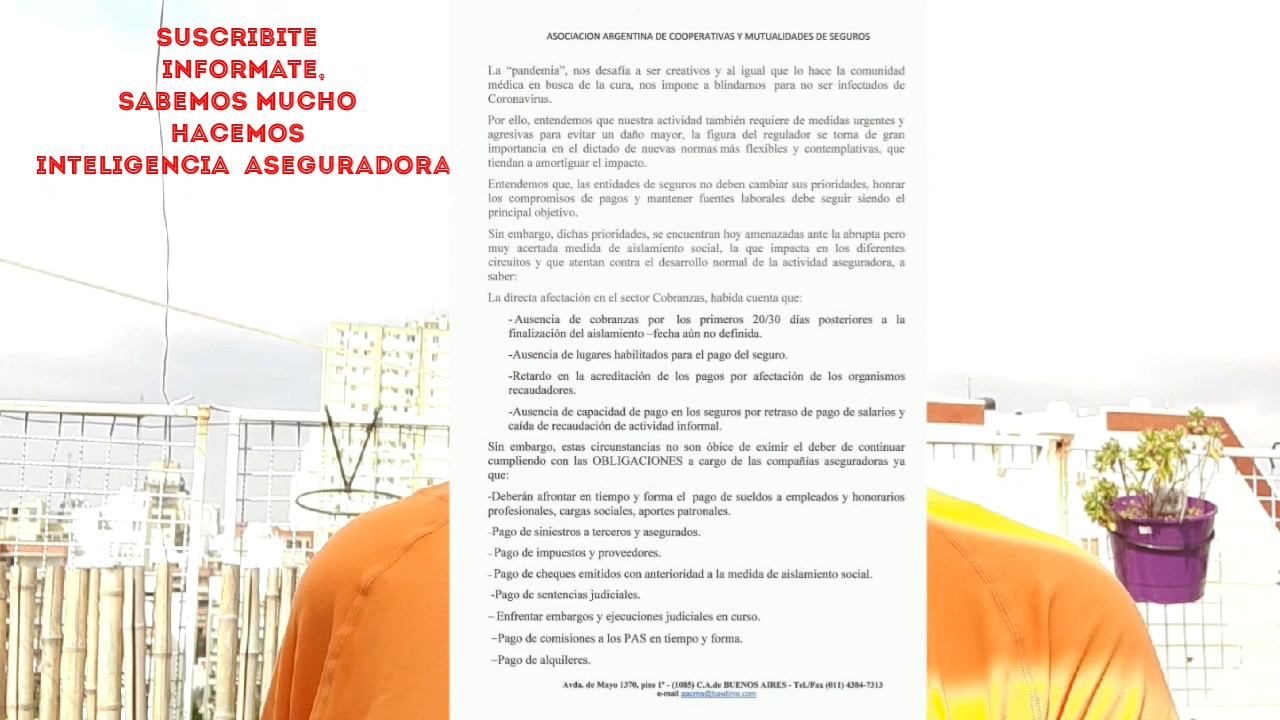 SUSCRIBITE
INFORMATE,
SABEMOS MUCHO
HACEMOS
INTELIGENCIA ASEGURADORA
ASOCIACION ARGENTINA DE COOPERATIVAS Y MUTUALIDADES DE SEGUROS
La “pandemia”, nos desafía a ser creativos y al igual que lo hace la comunidad
médica en busca de la cura, nos impone a blindarnos para no ser infectados de
Coronavirus.
Por ello, entendemos que nuestra actividad también requiere de medidas urgentes y
agresivas para evitar un daño mayor, la figura del regulador se torna de gran
importancia en el dictado de nuevas normas más flexibles y contemplativas, que
tiendan a amortiguar el impacto.
Entendemos que, las entidades de seguros no deben cambiar sus prioridades, honrar
los compromisos de pagos y mantener fuentes laborales debe seguir siendo el
principal objetivo.
Sin embargo, dichas prioridades, se encuentran hoy amenazadas ante la abrupta pero
muy acertada medida de aislamiento social, la que impacta en los diferentes
circuitos y que atentan contra el desarrollo normal de la actividad aseguradora, a
saber:
La directa afectación en el sector Cobranzas, habida cuenta que:
-Ausencia de cobranzas por los primeros 20/30 días posteriores a la
finalización del aislamiento –fecha aún no definida.
-Ausencia de lugares habilitados para el pago del seguro.
-Retardo en la acreditación de los pagos por afectación de los organismos
recaudadores.
-Ausencia de capacidad de pago en los seguros por retraso de pago de salarios y
caída de recaudación de actividad informal.
Sin embargo, estas circunstancias no son óbice de eximir el deber de continuar
cumpliendo con las OBLIGACIONES a cargo de las compañías aseguradoras ya
que:
-Deberán afrontar en tiempo y forma el pago de sueldos a empleados y honorarios
profesionales, cargas sociales, aportes patronales.
-Pago de siniestros a terceros y asegurados.
- Pago de impuestos y proveedores.
- Pago de cheques emitidos con anterioridad a la medida de aislamiento social.
-Pago de sentencias judiciales.
– Enfrentar embargos y ejecuciones judiciales en curso.
–Pago de comisiones a los PAS en tiempo y forma.
–Pago de alquileres.
Avda. de Mayo 1370, piso 1º - (1085) C.A.de BUENOS AIRES - Tel./Fax (011) 4384-7313
e-mail aacms@bawtime.com